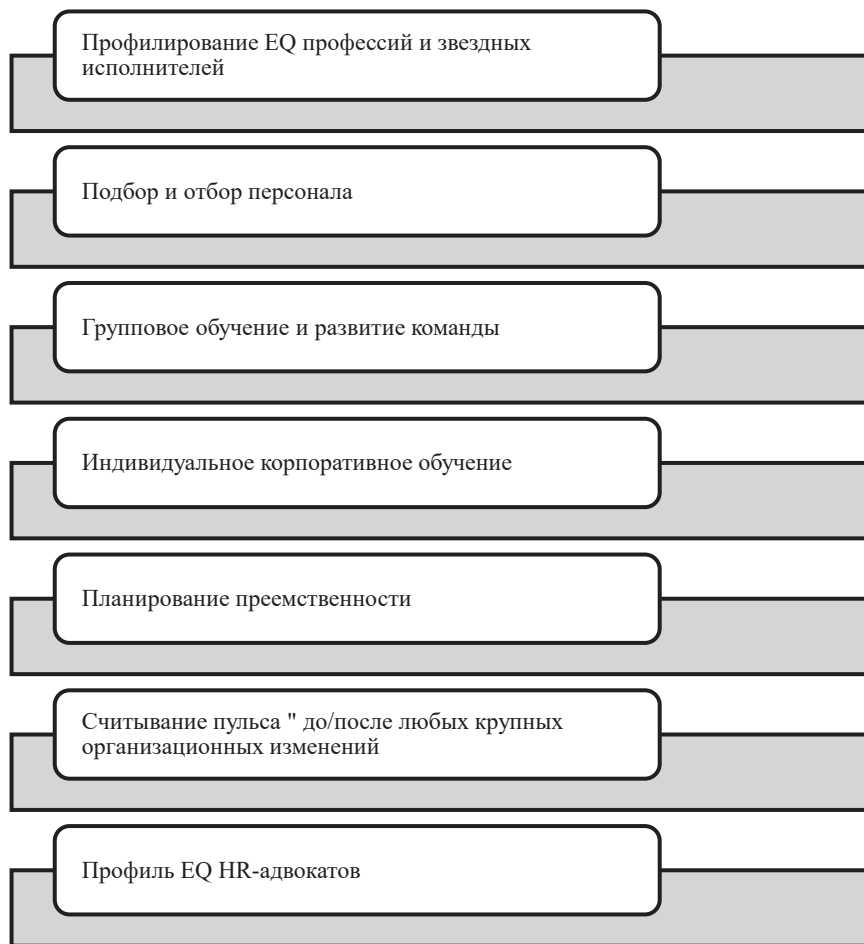 Профилирование EQ профессий и звездных
исполнителей
Подбор и отбор персонала
Групповое обучение и развитие команды
Индивидуальное корпоративное обучение
Планирование преемственности
Считывание пульса " до/после любых крупных
организационных изменений
Профиль EQ HR-адвокатов